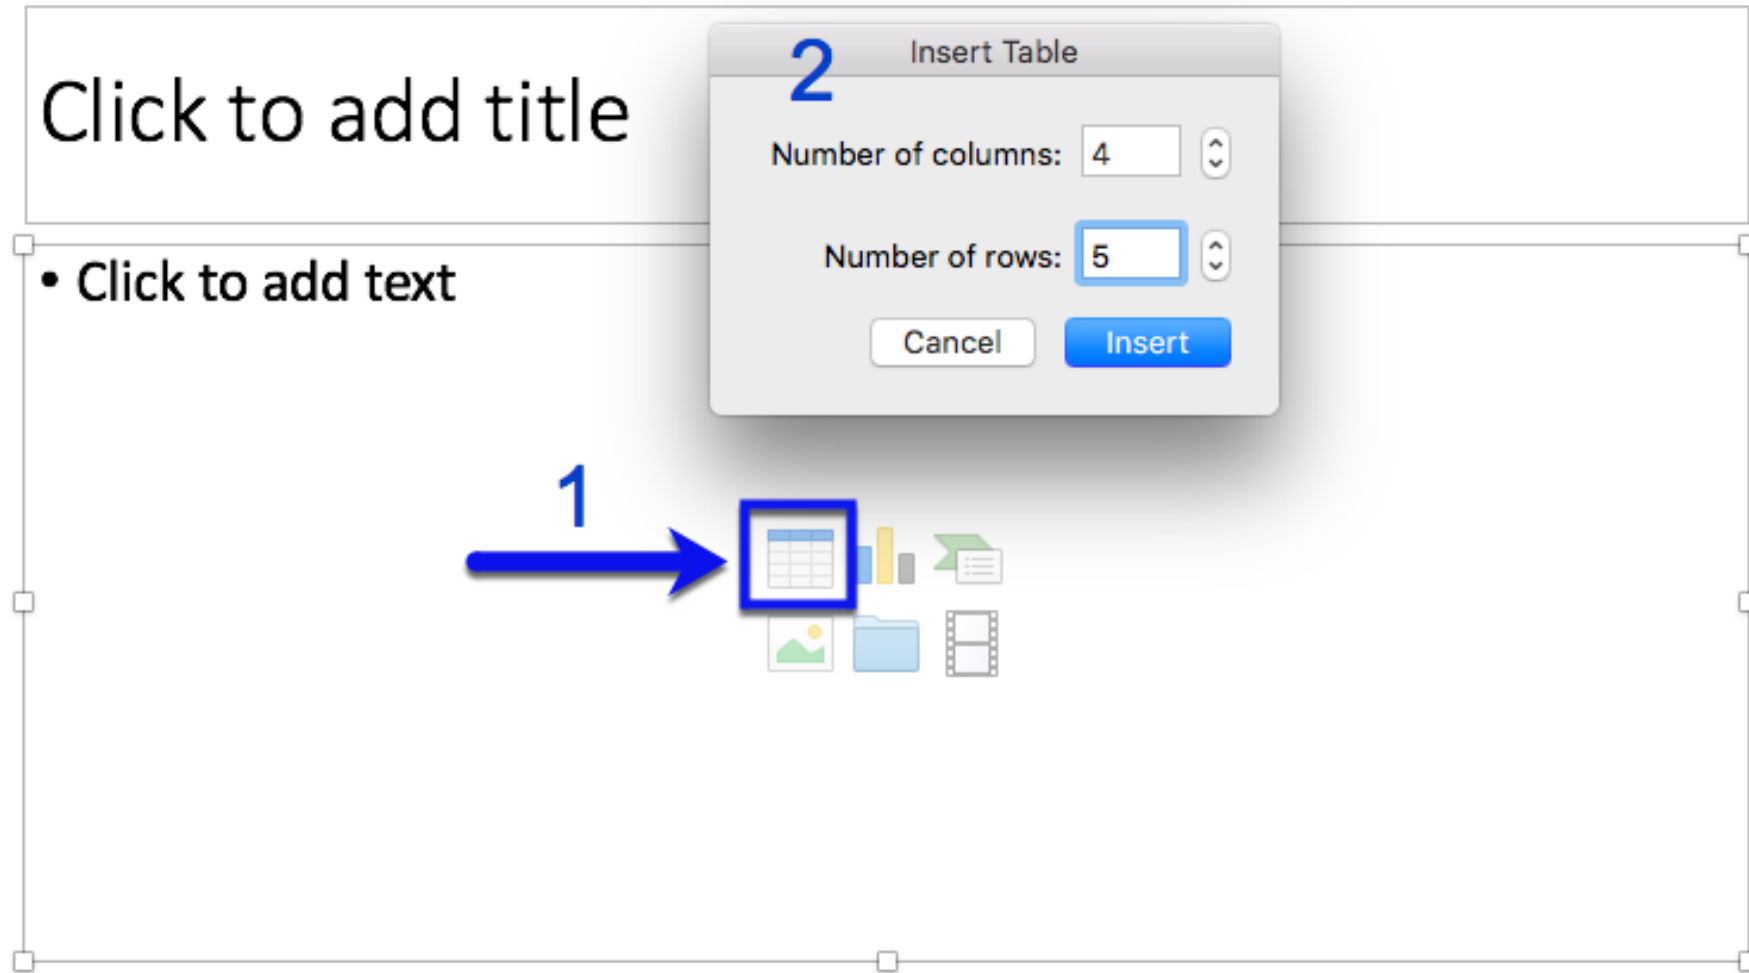 2
Insert Table
Click to add title
Number of columns: 4
Number of rows: 5
• Click to add text
Cancel
Insert
1